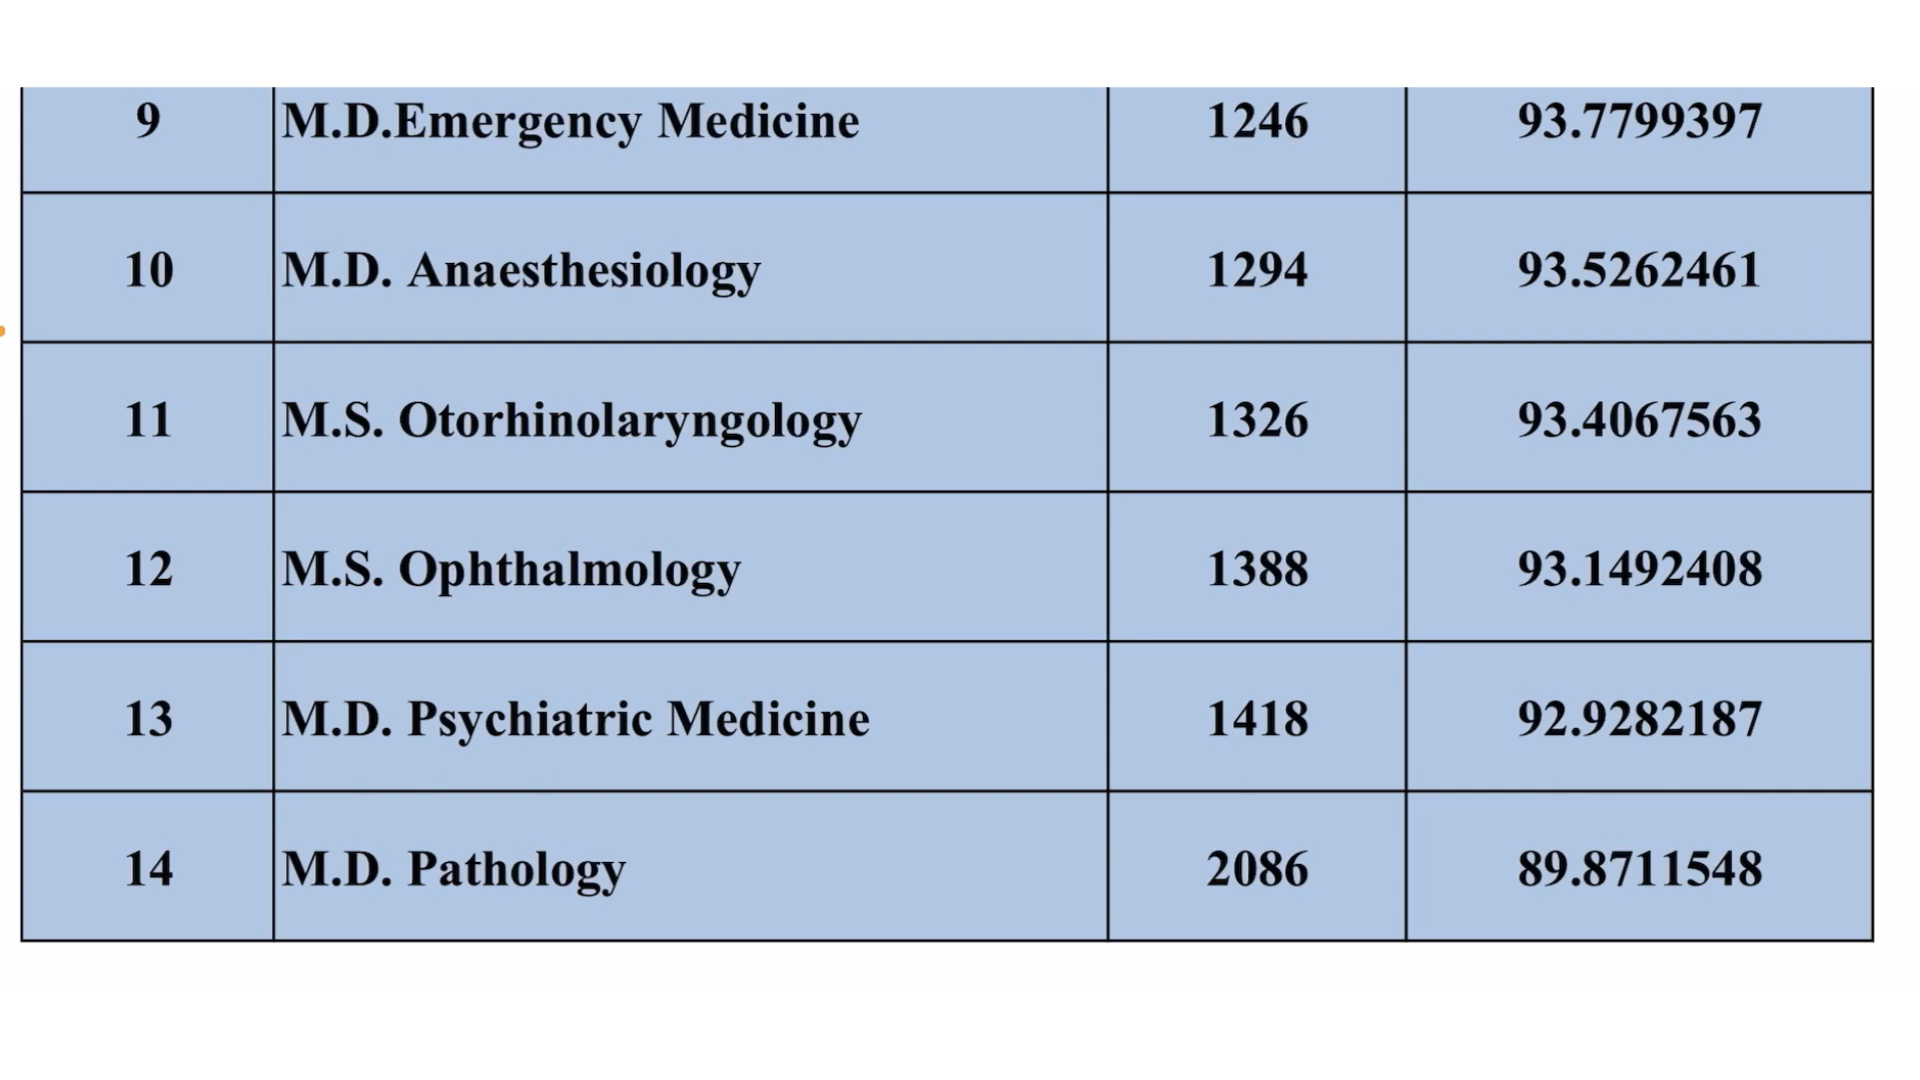 9 M.D.Emergency Medicine 1246 93.7799397
10 M.D. Anaesthesiology 1294 93.5262461
11 M.S. Otorhinolaryngology 1326 93.4067563
12 M.S. Ophthalmology 1388 93.1492408
13 M.D. Psychiatric Medicine 1418 92.9282187
14 M.D. Pathology 2086 89.8711548